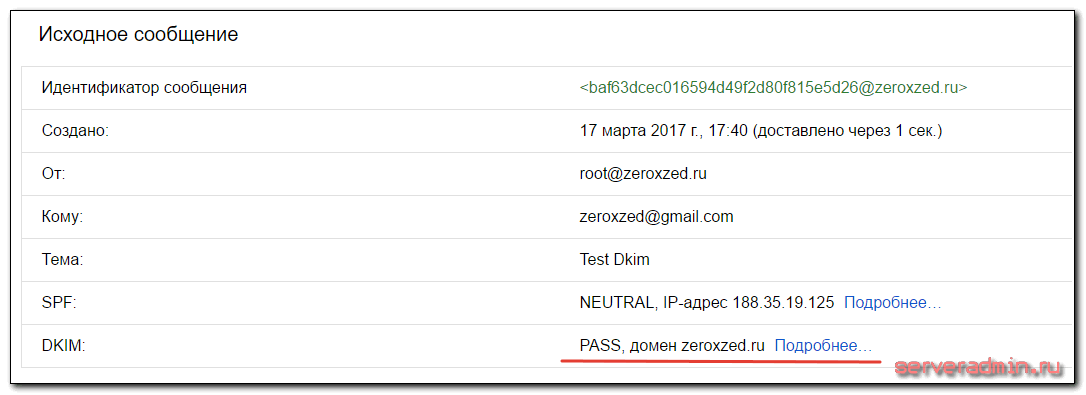 Исходное сообщение
Идентификатор сообщения <baf63dcec016594d49f2d80f815e5d26@zeroxzed.ru>
Создано: 17 марта 2017 г., 17:40 (доставлено через 1 сек.)
От: root@zeroxzed.ru
Кому: zeroxzed@gmail.com
Тема: Test Dkim
SPF: NEUTRAL, IP-адрес 188.35.19.125 Подробнее…
DKIM: PASS, домен zeroxzed.ru Подробнее…
serveradmin.ru